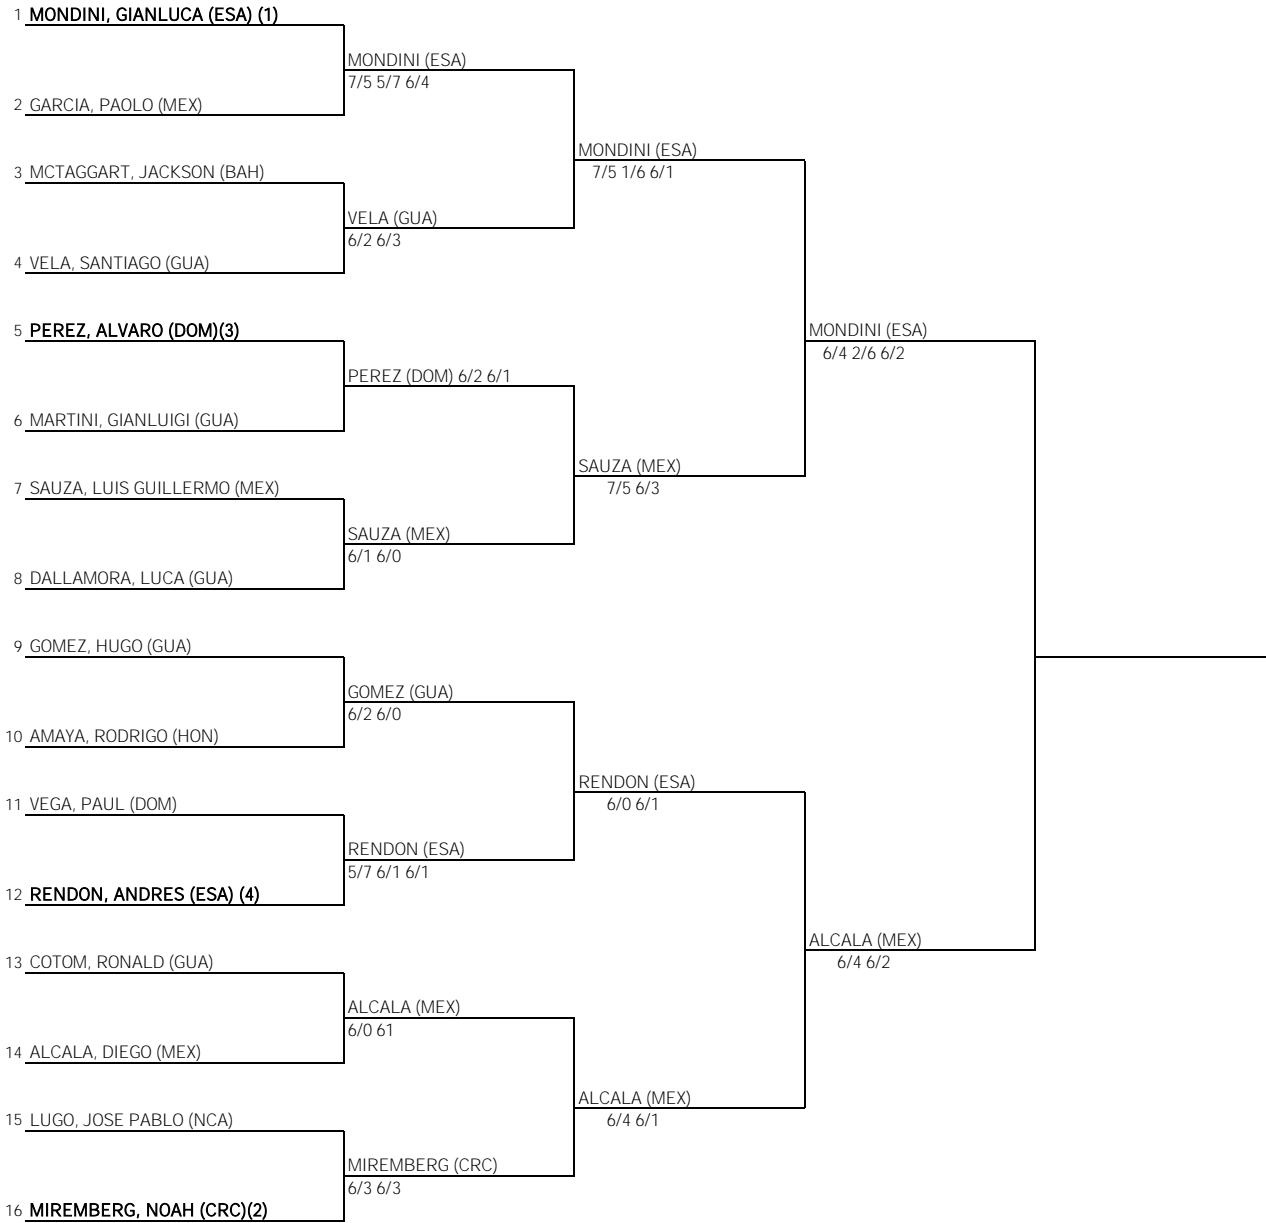 1 MONDINI, GIANLUCA (ESA) (1)
MONDINI (ESA)
7/5 5/7 6/4
2 GARCIA, PAOLO (MEX)
MONDINI (ESA)
7/5 1/6 6/1
3 MCTAGGART, JACKSON (BAH)
VELA (GUA)
6/2 6/3
4 VELA, SANTIAGO (GUA)
5 PEREZ, ALVARO (DOM)(3)
MONDINI (ESA)
6/4 2/6 6/2
PEREZ (DOM) 6/2 6/1
6 MARTINI, GIANLUIGI (GUA)
SAUZA (MEX)
7/5 6/3
7 SAUZA, LUIS GUILLERMO (MEX)
SAUZA (MEX)
6/1 6/0
8 DALLAMORA, LUCA (GUA)
9 GOMEZ, HUGO (GUA)
GOMEZ (GUA)
6/2 6/0
10 AMAYA, RODRIGO (HON)
RENDON (ESA)
6/0 6/1
11 VEGA, PAUL (DOM)
RENDON (ESA)
5/7 6/1 6/1
12 RENDON, ANDRES (ESA) (4)
ALCALA (MEX)
6/4 6/2
13 COTOM, RONALD (GUA)
ALCALA (MEX)
6/0 61
14 ALCALA, DIEGO (MEX)
ALCALA (MEX)
6/4 6/1
15 LUGO, JOSE PABLO (NCA)
MIREMBERG (CRC)
6/3 6/3
16 MIREMBERG, NOAH (CRC)(2)